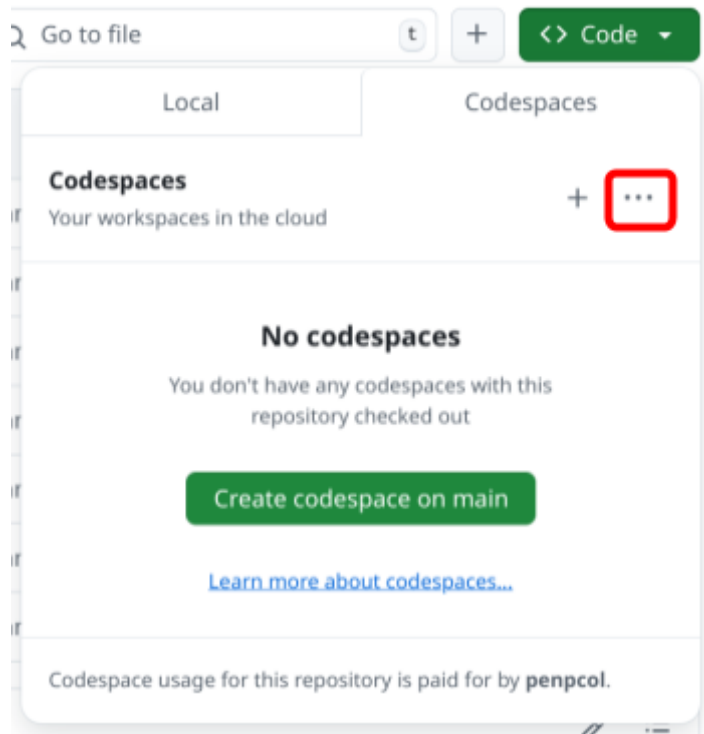 Go to file t + <> Code
Local Codespaces
Codespaces + ...
Your workspaces in the cloud
No codespaces
You don't have any codespaces with this
repository checked out
Create codespace on main
Learn more about codespaces...
Codespace usage for this repository is paid for by penpcol.